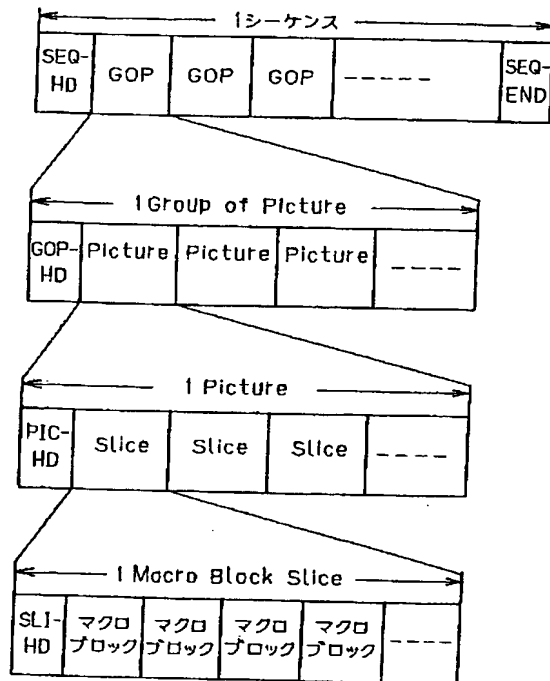 1シーケンス
SEQ-
HD
GOP
GOP
GOP
-----
SEQ-
END
1 Group of Picture
GOP-
HD
Picture
Picture
Picture
----
1 Picture
PIC-
HD
Slice
Slice
Slice
----
1 Macro Block Slice
SLI-
HD
マクロ
ブロック
マクロ
ブロック
マクロ
ブロック
マクロ
ブロック
----